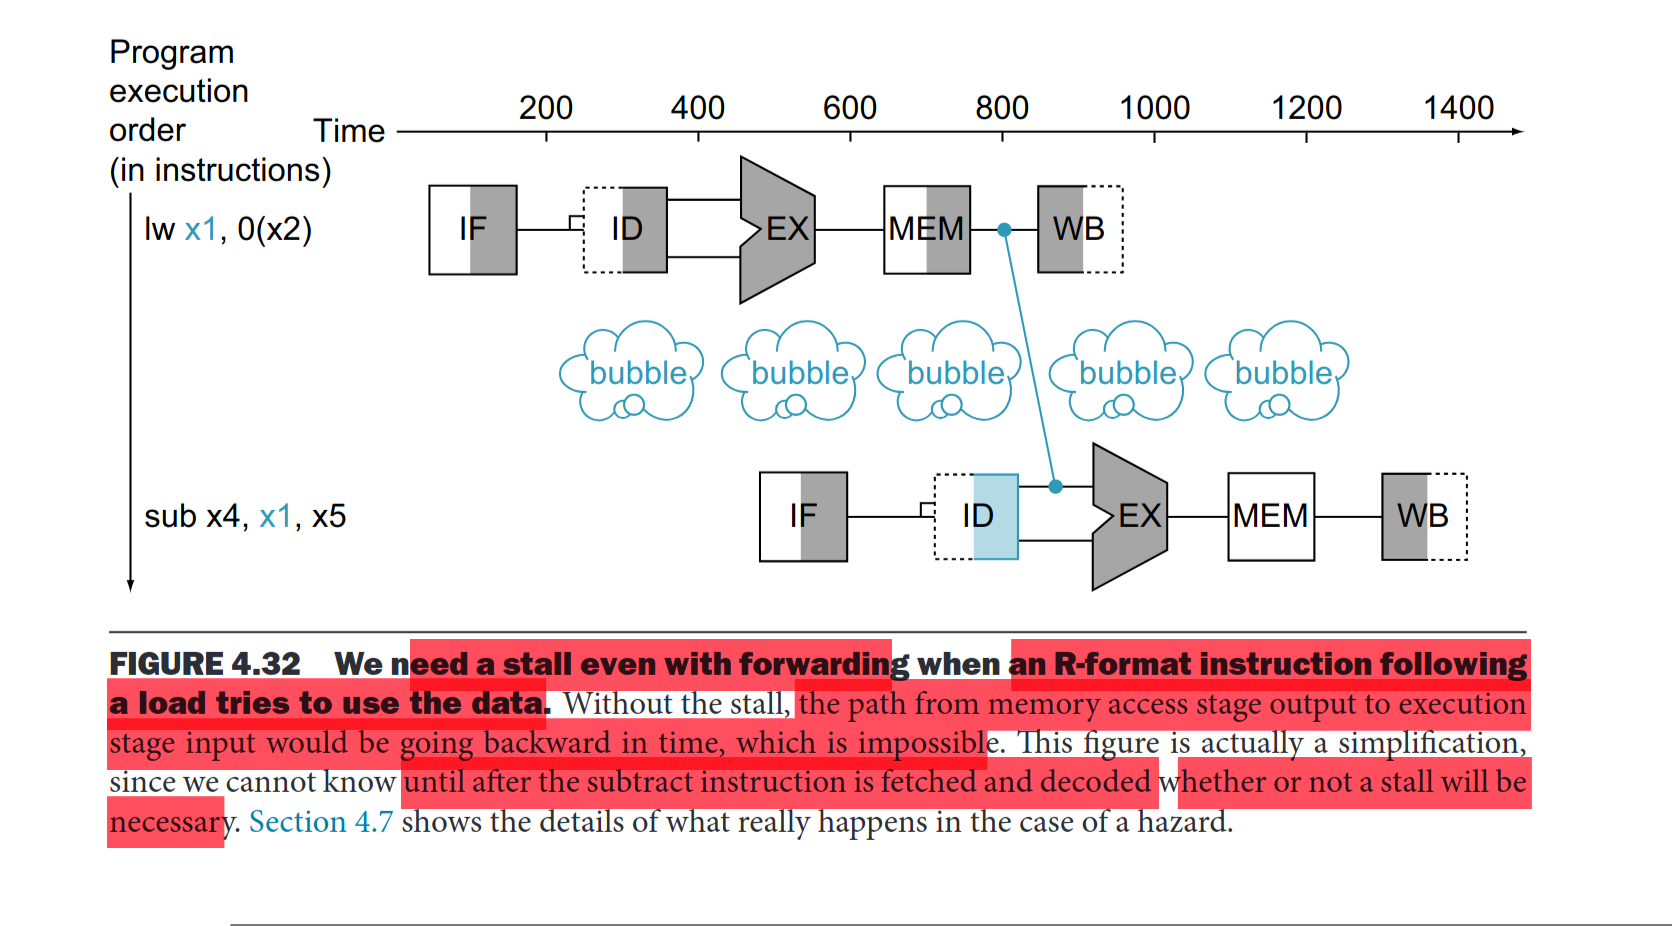 Program
execution
order
(in instructions)
Time
200 400 600 800 1000 1200 1400
lw x1, 0(x2)
IF ID EX MEM WB
bubble bubble bubble bubble bubble
sub x4, x1, x5
IF ID EX MEM WB
FIGURE 4.32 We need a stall even with forwarding when an R-format instruction following
a load tries to use the data. Without the stall, the path from memory access stage output to execution
stage input would be going backward in time, which is impossible. This figure is actually a simplification,
since we cannot know until after the subtract instruction is fetched and decoded whether or not a stall will be
necessary. Section 4.7 shows the details of what really happens in the case of a hazard.